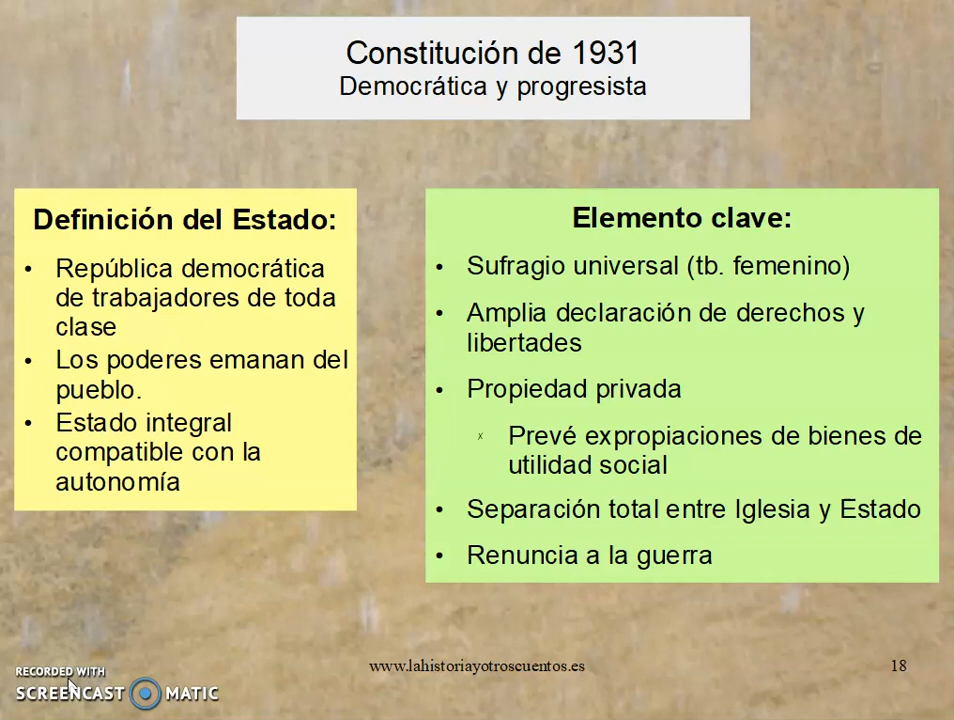 Constitución de 1931
Democrática y progresista
Definición del Estado:
• República democrática
de trabajadores de toda
clase
• Los poderes emanan del
pueblo.
• Estado integral
compatible con la
autonomía
Elemento clave:
• Sufragio universal (tb. femenino)
• Amplia declaración de derechos y
libertades
• Propiedad privada
✗ Prevé expropiaciones de bienes de
utilidad social
• Separación total entre Iglesia y Estado
• Renuncia a la guerra
www.lahistoriayotroscuentos.es
18
RECORDED WITH
SCREENCAST MATIC